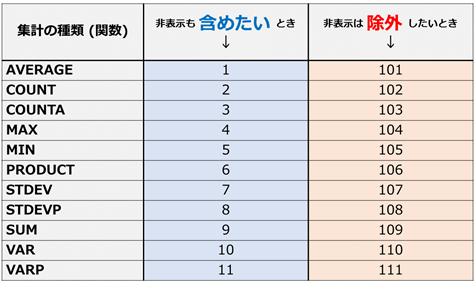 集計の種類 (関数) 非表示も 含めたい とき ↓ 非表示は 除外 したいとき ↓
AVERAGE 1 101
COUNT 2 102
COUNTA 3 103
MAX 4 104
MIN 5 105
PRODUCT 6 106
STDEV 7 107
STDEVP 8 108
SUM 9 109
VAR 10 110
VARP 11 111